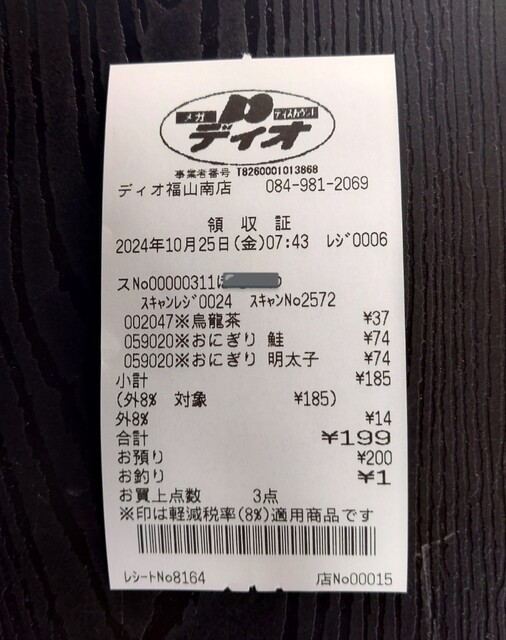 メガ ディスカウント
ディオ
事業者番号 T8260001013868
ディオ福山南店 084-981-2069
領収証
2024年10月25日(金)07:43 レジ0006
スNo00000311
スキャンレジ0024 スキャンNo2572
002047※烏龍茶 ¥37
059020※おにぎり 鮭 ¥74
059020※おにぎり 明太子 ¥74
小計 ¥185
(外8% 対象 ¥185)
外8% ¥14
合計 ¥199
お預り ¥200
お釣り ¥1
お買上点数 3点
※印は軽減税率(8%)適用商品です
レシートNo8164 店No00015